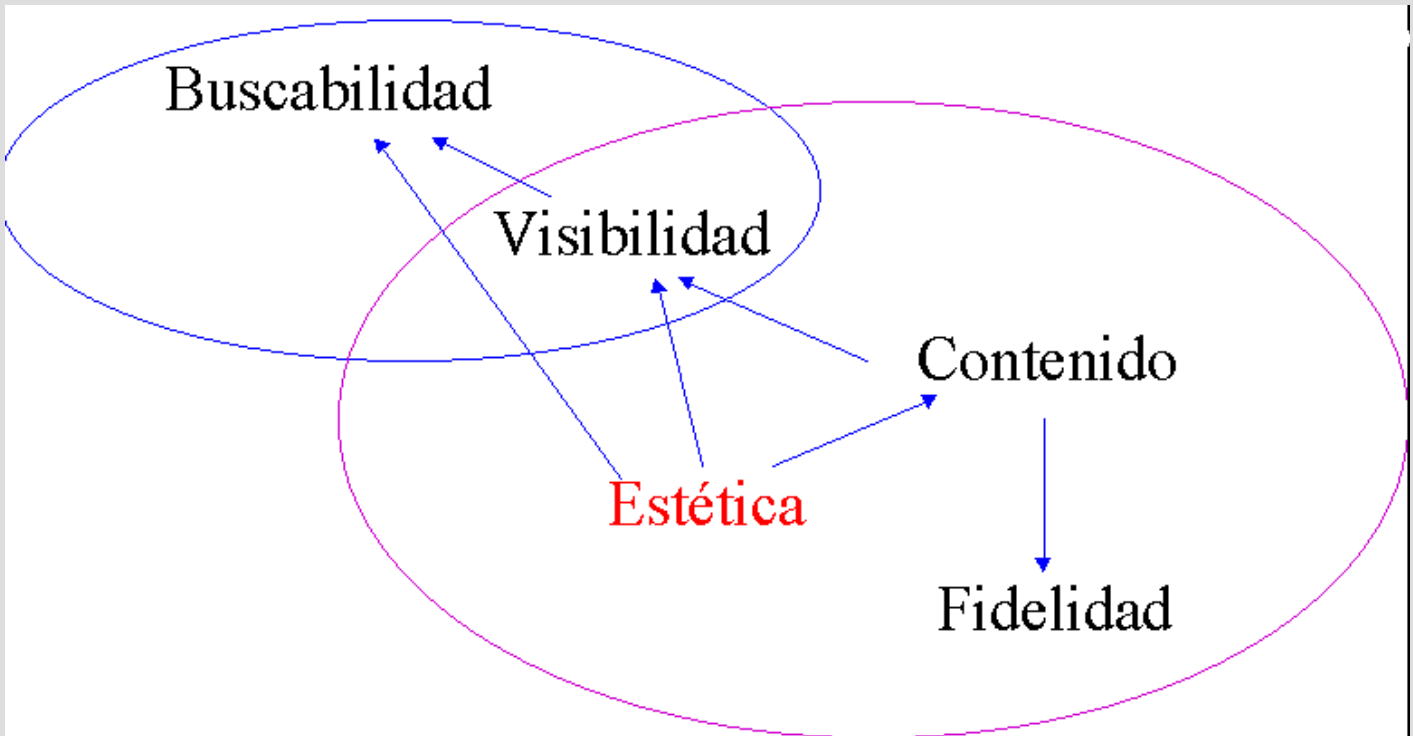 Buscabilidad
Visibilidad
Contenido
Estética
Fidelidad